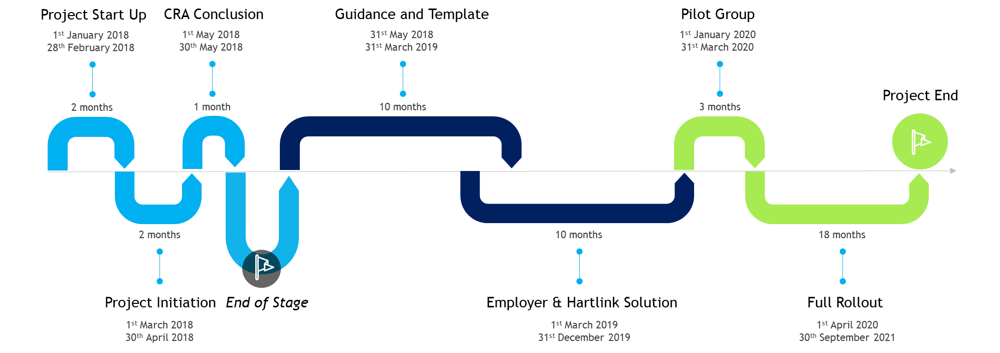 Project Start Up
1st January 2018
28th February 2018
2 months
CRA Conclusion
1st May 2018
30th May 2018
1 month
Guidance and Template
31st May 2018
31st March 2019
10 months
Pilot Group
1st January 2020
31st March 2020
3 months
Project End
2 months
Project Initiation
1st March 2018
30th April 2018
End of Stage
10 months
Employer & Hartlink Solution
1st March 2019
31st December 2019
18 months
Full Rollout
1st April 2020
30th September 2021